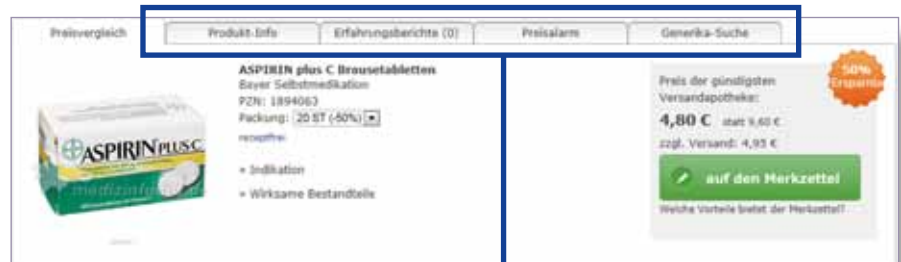 Preisvergleich
Produkt-Info
Erfahrungsberichte (0)
Preisalarm
Generika-Suche
ASPIRIN plus C Brausetabletten
Bayer Selbstmedikation
PZN: 1894063
Packung: 20 ST (-50%)
rezeptfrei
» Indikation
» Wirksame Bestandteile
ASPIRIN PLUS C
Preis der günstigsten
Versandapotheke:
4,80 € statt 9,60 €
zzgl. Versand: 4,95 €
50%
Ersparnis
auf den Merkzettel
Welche Vorteile bietet der Merkzettel?